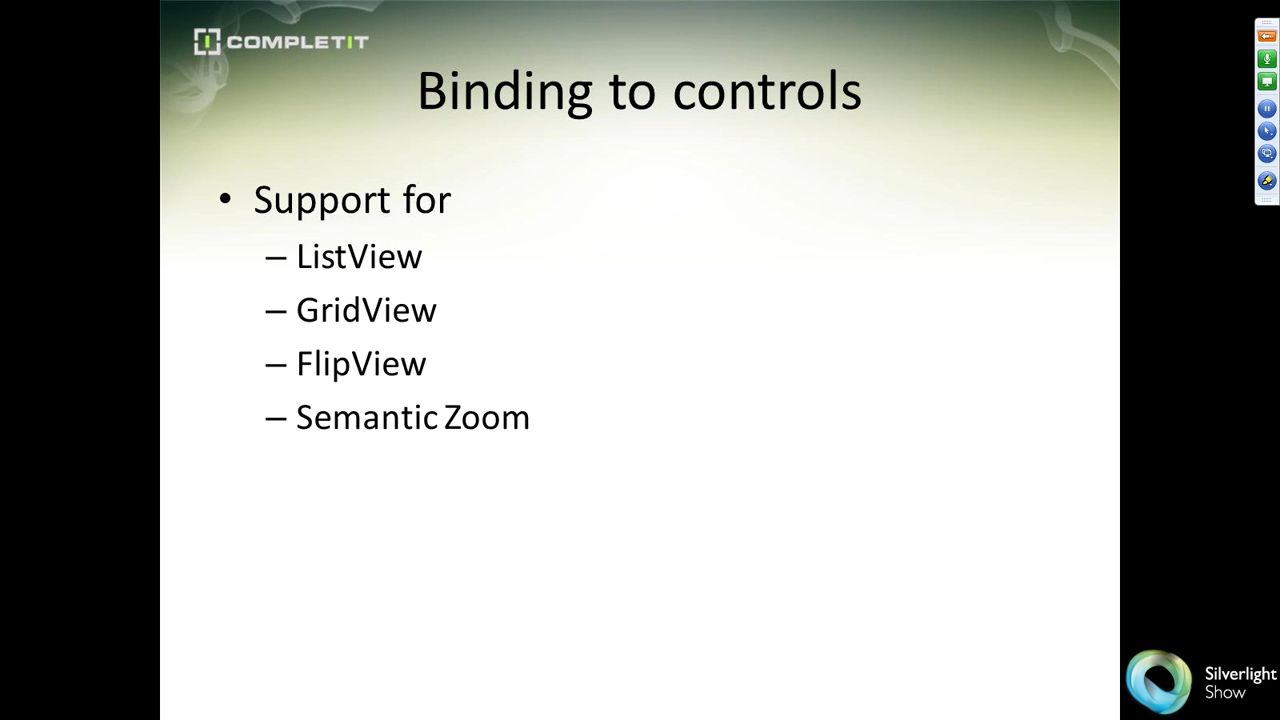 COMPLETIT
Binding to controls
• Support for
– ListView
– GridView
– FlipView
– Semantic Zoom
Silverlight
Show